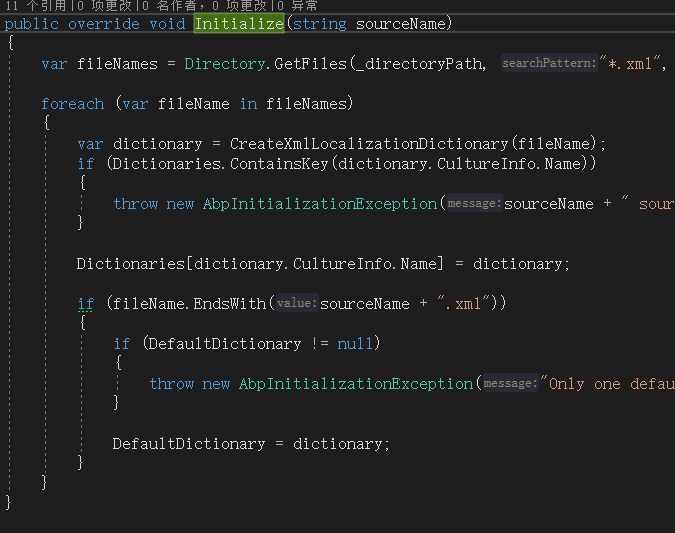 11 个引用|0 项更改|0 名作者, 0 项更改|0 异常
public override void Initialize(string sourceName)
{
var fileNames = Directory.GetFiles(_directoryPath, searchPattern:"*.xml",
foreach (var fileName in fileNames)
{
var dictionary = CreateXmlLocalizationDictionary(fileName);
if (Dictionaries.ContainsKey(dictionary.CultureInfo.Name))
{
throw new AbpInitializationException(message:sourceName + " sour
}
Dictionaries[dictionary.CultureInfo.Name] = dictionary;
if (fileName.EndsWith(value:sourceName + ".xml"))
{
if (DefaultDictionary != null)
{
throw new AbpInitializationException(message:"Only one defau
}
DefaultDictionary = dictionary;
}
}
}